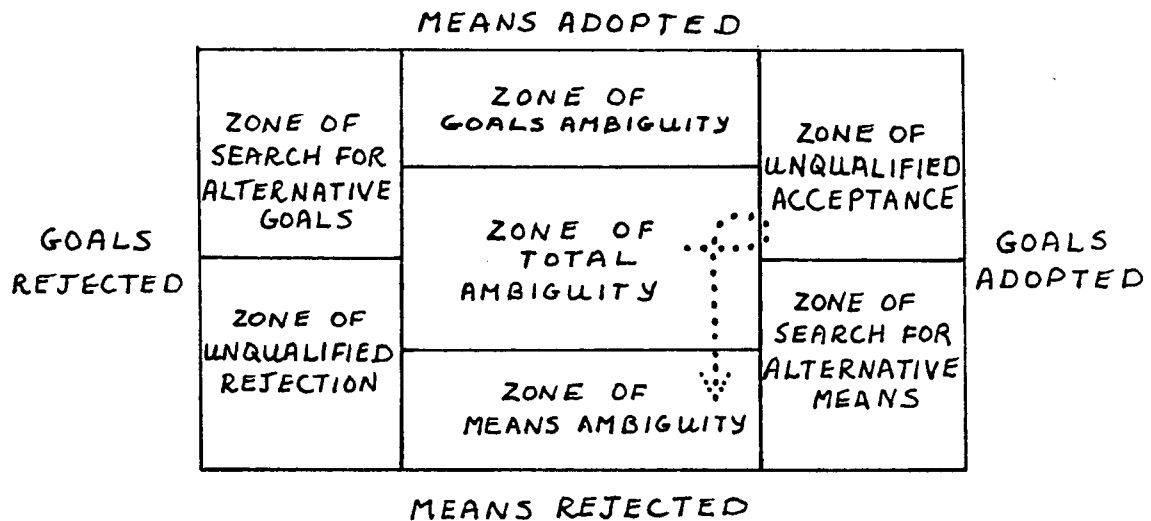 MEANS ADOPTED
ZONE OF
GOALS AMBIGUITY
ZONE OF
SEARCH FOR
ALTERNATIVE
GOALS
ZONE OF
UNQUALIFIED
ACCEPTANCE
GOALS
REJECTED
ZONE OF
TOTAL
AMBIGUITY
GOALS
ADOPTED
ZONE OF
UNQUALIFIED
REJECTION
ZONE OF
SEARCH FOR
ALTERNATIVE
MEANS
ZONE OF
MEANS AMBIGUITY
MEANS REJECTED